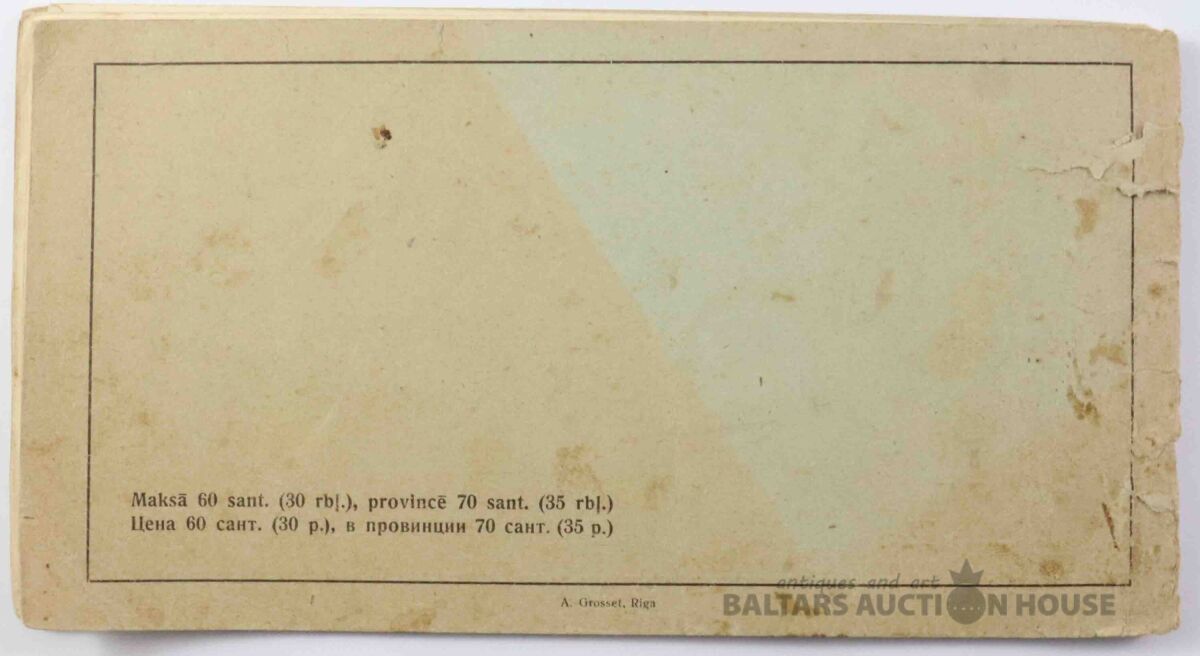 Maksā 60 sant. (30 rbļ.), provincē 70 sant. (35 rbļ.)
Цена 60 сант. (30 р.), в провинции 70 сант. (35 р.)
A. Grosset, Riga
antiques and art
BALTARS AUCTION HOUSE